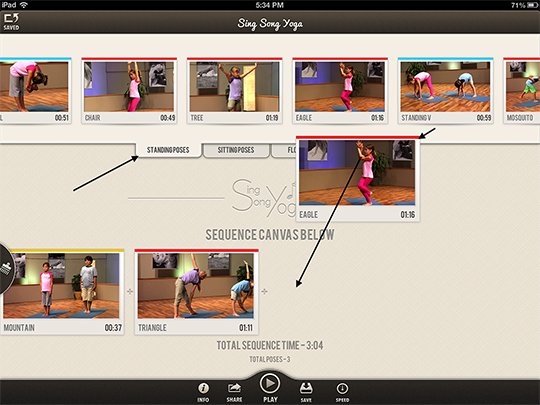 iPad 5:34 PM 71%
SAVED
Sing Song Yoga
00:51
CHAIR 00:49
TREE 01:19
EAGLE 01:16
STANDING V 00:59
MOSQUITO
STANDING POSES
SITTING POSES
FLO
EAGLE 01:16
Sing Song Yoga
SEQUENCE CANVAS BELOW
MOUNTAIN 00:37
TRIANGLE 01:11
TOTAL SEQUENCE TIME - 3:04
TOTAL POSES - 3
INFO
SHARE
PLAY
SAVE
SPEED